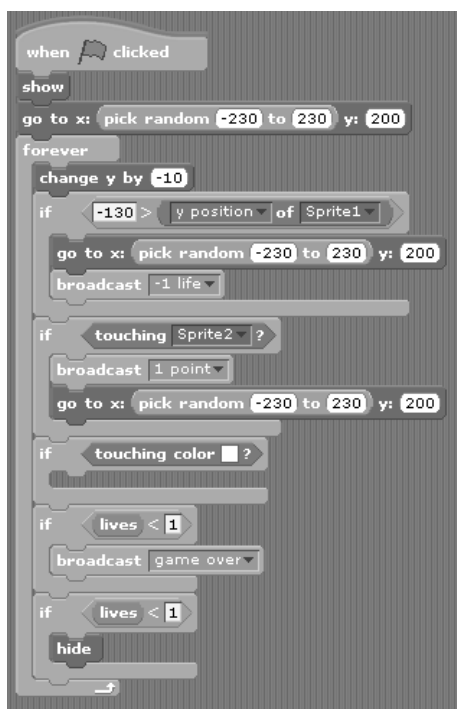 when clicked
show
go to x: pick random -230 to 230 y: 200
forever
change y by -10
if -130 > y position of Sprite1
go to x: pick random -230 to 230 y: 200
broadcast -1 life
if touching Sprite2 ?
broadcast 1 point
go to x: pick random -230 to 230 y: 200
if touching color ?
if lives < 1
broadcast game over
if lives < 1
hide